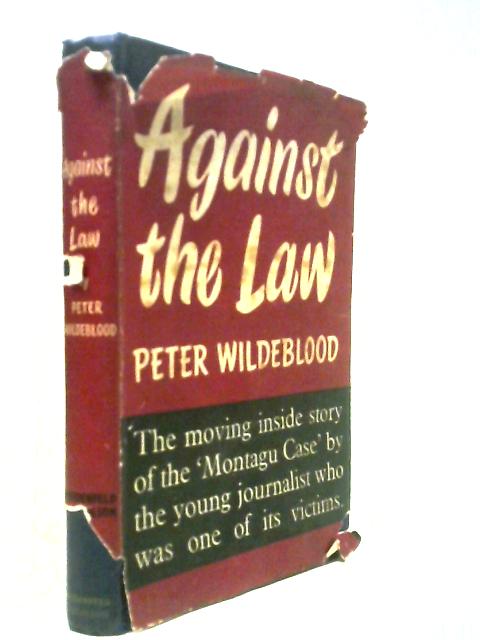 Against
the Law
PETER WILDEBLOOD
'The moving inside story
of the 'Montagu Case' by
the young journalist who
was one of its victims.
Against
the
Law
PETER
WILDEBLOOD